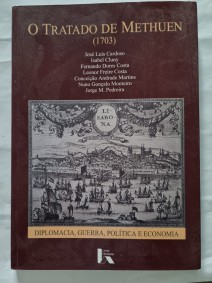 O TRATADO DE METHUEN
(1703)
José Luís Cardoso
Isabel Cluny
Fernando Dores Costa
Leonor Freire Costa
Conceição Andrade Martins
Nuno Gonçalo Monteiro
Jorge M. Pedreira
LI
SABO
NA
DIPLOMACIA, GUERRA, POLÍTICA E ECONOMIA